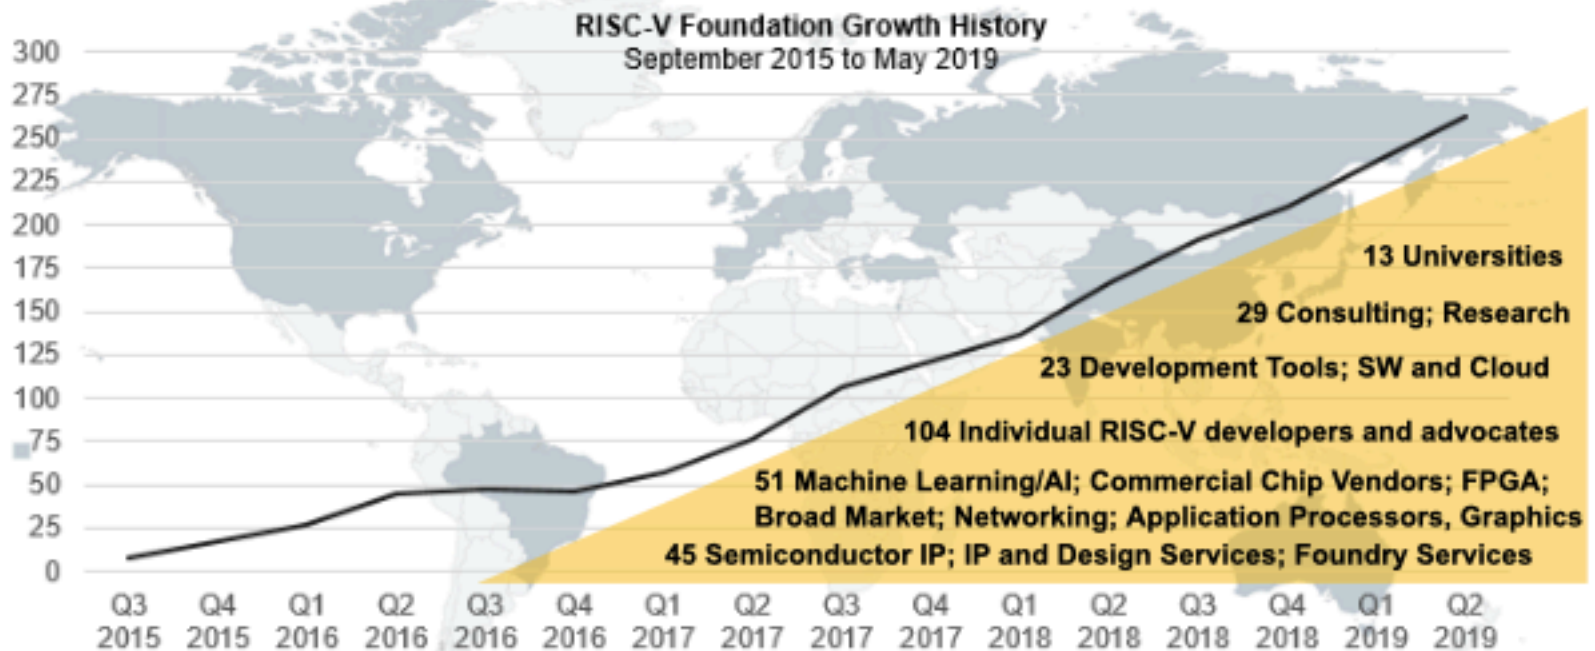 RISC-V Foundation Growth History
September 2015 to May 2019
300
275
250
225
200
175
150
125
100
75
50
25
0
13 Universities
29 Consulting; Research
23 Development Tools; SW and Cloud
104 Individual RISC-V developers and advocates
51 Machine Learning/AI; Commercial Chip Vendors; FPGA;
Broad Market; Networking; Application Processors, Graphics
45 Semiconductor IP; IP and Design Services; Foundry Services
Q3 Q4 Q1 Q2 Q3 Q4 Q1 Q2 Q3 Q4 Q1 Q2 Q3 Q4 Q1 Q2
2015 2015 2016 2016 2016 2016 2017 2017 2017 2017 2018 2018 2018 2018 2019 2019